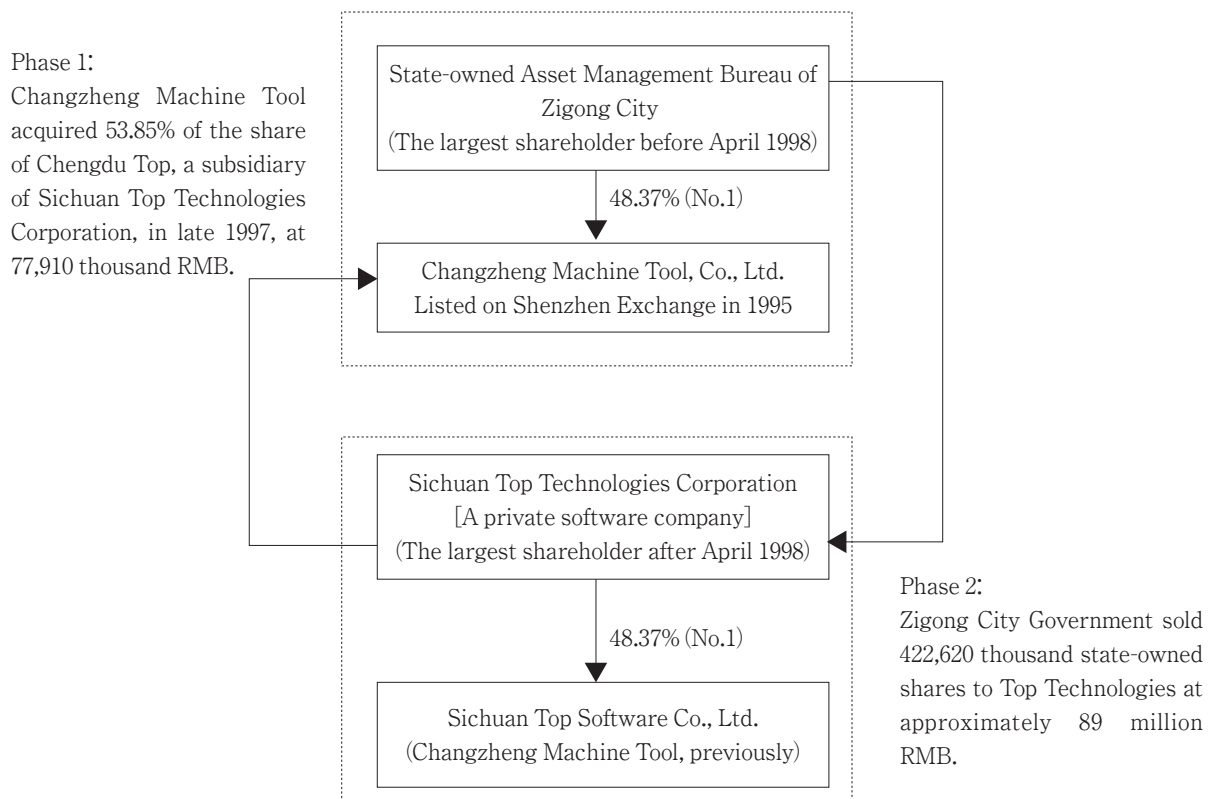 Phase 1:
Changzheng Machine Tool
acquired 53.85% of the share
of Chengdu Top, a subsidiary
of Sichuan Top Technologies
Corporation, in late 1997, at
77,910 thousand RMB.
State-owned Asset Management Bureau of
Zigong City
(The largest shareholder before April 1998)
48.37% (No.1)
Changzheng Machine Tool, Co., Ltd.
Listed on Shenzhen Exchange in 1995
Sichuan Top Technologies Corporation
[A private software company]
(The largest shareholder after April 1998)
48.37% (No.1)
Sichuan Top Software Co., Ltd.
(Changzheng Machine Tool, previously)
Phase 2:
Zigong City Government sold
422,620 thousand state-owned
shares to Top Technologies at
approximately 89 million
RMB.